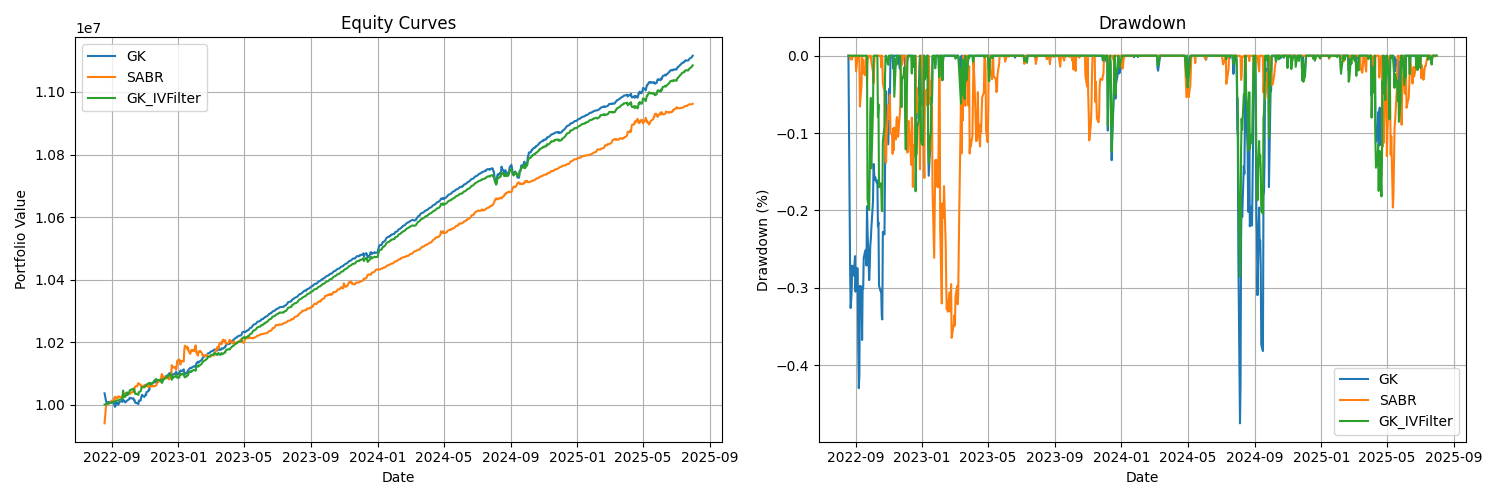 Equity Curves
1e7
GK
SABR
GK_IVFilter
1.10
1.08
1.06
1.04
1.02
1.00
Portfolio Value
2022-09 2023-01 2023-05 2023-09 2024-01 2024-05 2024-09 2025-01 2025-05 2025-09
Date
Drawdown
0.0
−0.1
−0.2
−0.3
−0.4
Drawdown (%)
GK
SABR
GK_IVFilter
2022-09 2023-01 2023-05 2023-09 2024-01 2024-05 2024-09 2025-01 2025-05 2025-09
Date